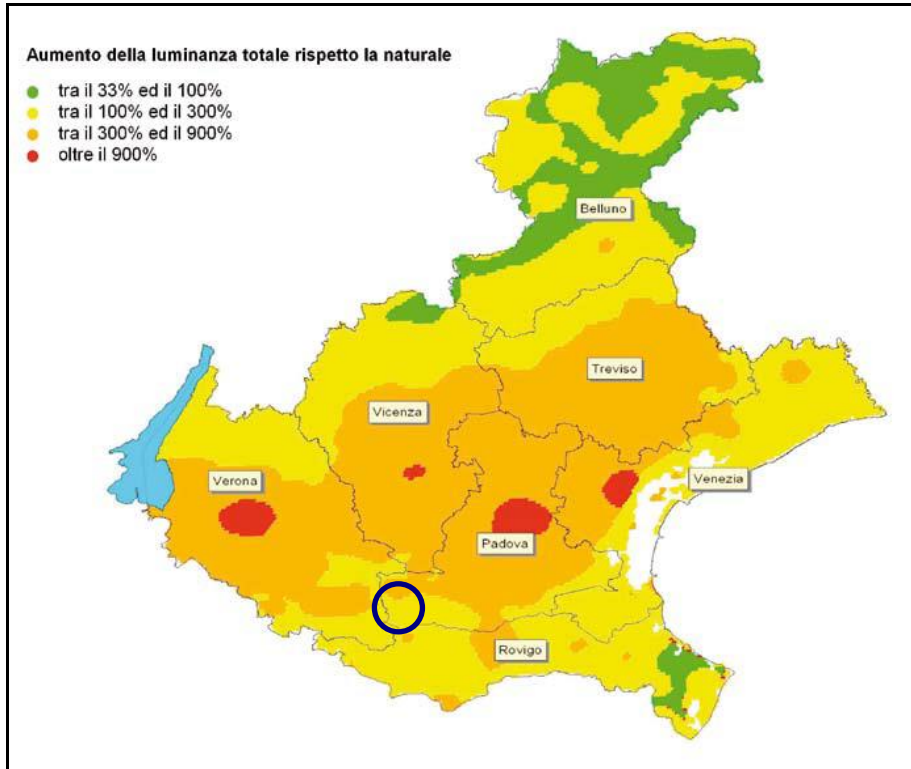 Aumento della luminanza totale rispetto la naturale
tra il 33% ed il 100%
tra il 100% ed il 300%
tra il 300% ed il 900%
oltre il 900%
Belluno
Treviso
Vicenza
Verona
Venezia
Padova
Rovigo